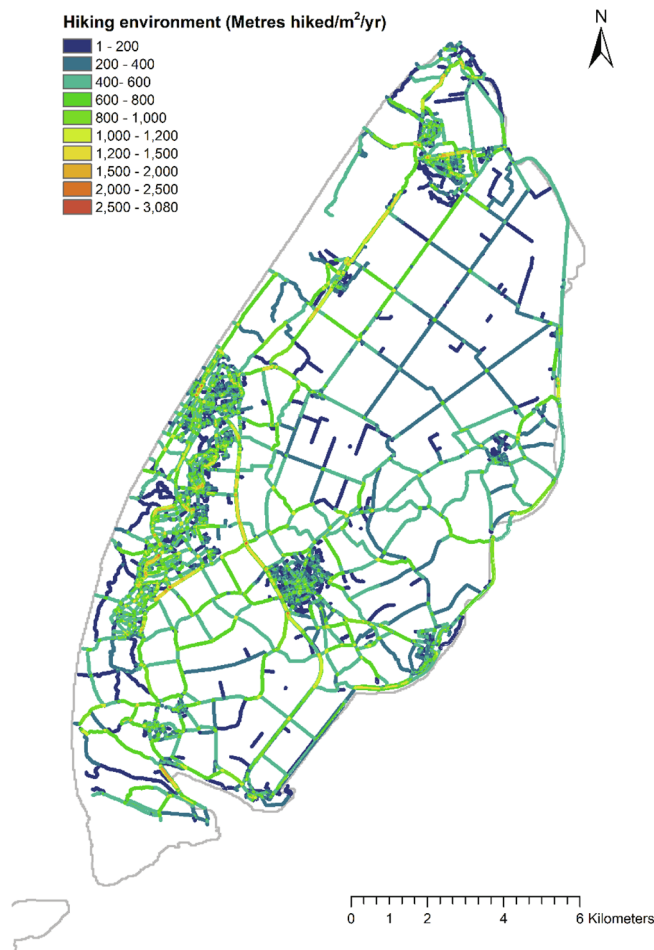 Hiking environment (Metres hiked/m²/yr)
1 - 200
200 - 400
400- 600
600 - 800
800 - 1,000
1,000 - 1,200
1,200 - 1,500
1,500 - 2,000
2,000 - 2,500
2,500 - 3,080
N
0 1 2 4 6 Kilometers